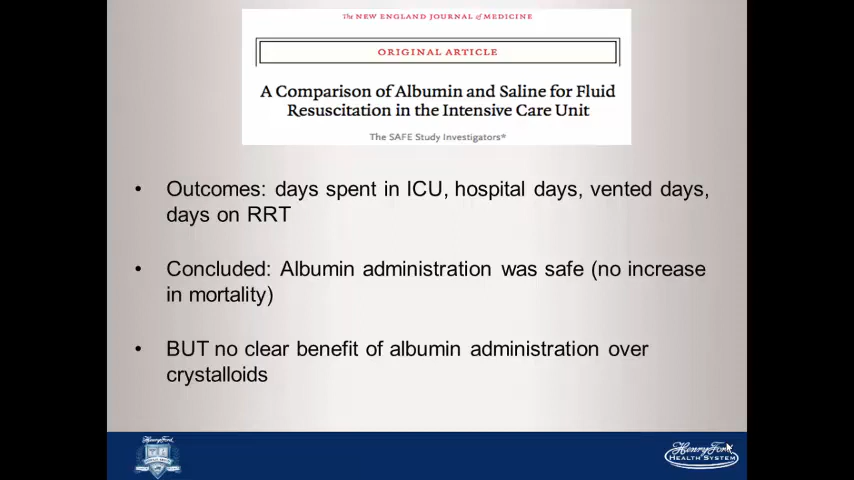 The NEW ENGLAND JOURNAL of MEDICINE
ORIGINAL ARTICLE
A Comparison of Albumin and Saline for Fluid
Resuscitation in the Intensive Care Unit
The SAFE Study Investigators*
• Outcomes: days spent in ICU, hospital days, vented days,
days on RRT
• Concluded: Albumin administration was safe (no increase
in mortality)
• BUT no clear benefit of albumin administration over
crystalloids
Henry Ford
Henry Ford
HEALTH SYSTEM